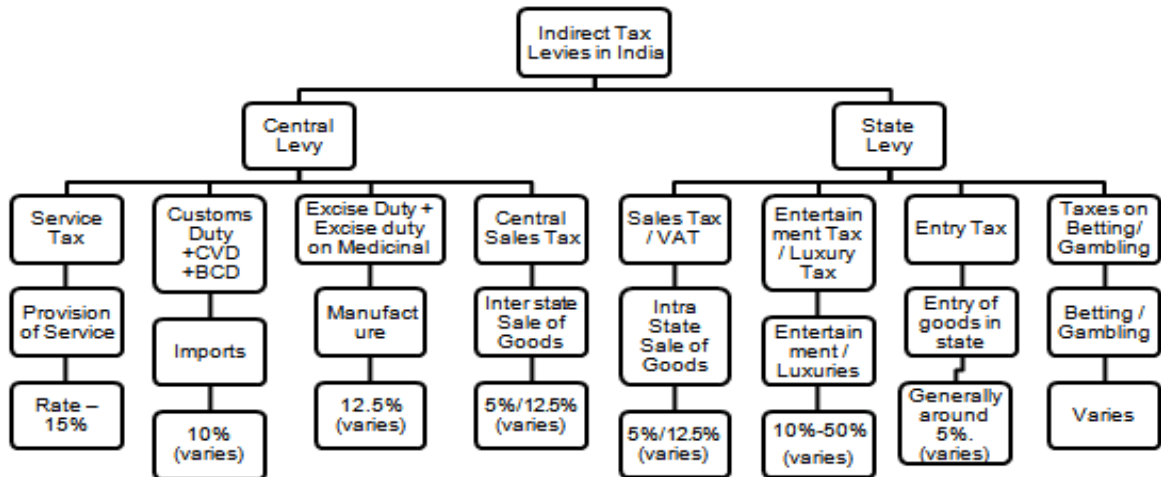 Indirect Tax
Levies in India
Central
Levy
State
Levy
Service
Tax
Customs
Duty
+CVD
+BCD
Excise Duty +
Excise duty
on Medicinal
Central
Sales Tax
Sales Tax
/ VAT
Entertain
ment Tax
/ Luxury
Tax
Entry Tax
Taxes on
Betting/
Gambling
Provision
of Service
Imports
Manufact
ure
Inter state
Sale of
Goods
Intra
State
Sale of
Goods
Entertain
ment /
Luxuries
Entry of
goods in
state
Betting /
Gambling
Rate –
15%
10%
(varies)
12.5%
(varies)
5%/12.5%
(varies)
5%/12.5%
(varies)
10%-50%
(varies)
Generally
around
5%.
(varies)
Varies